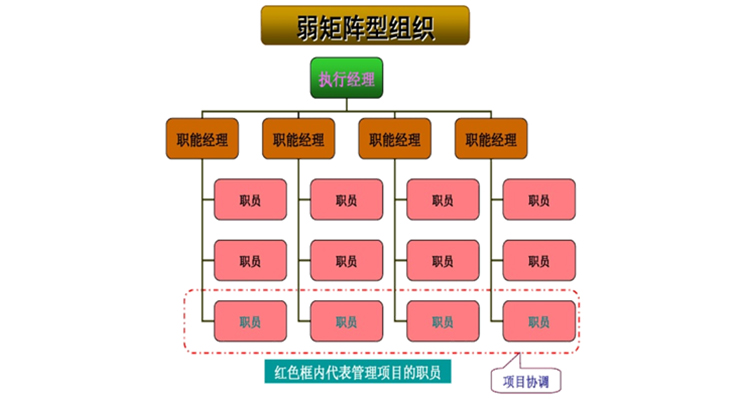 弱矩阵型组织
执行经理
职能经理 职能经理 职能经理 职能经理
职员 职员 职员 职员
职员 职员 职员 职员
职员 职员 职员 职员
红色框内代表管理项目的职员
项目协调